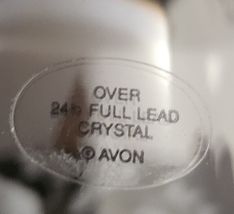 OVER
24% FULL LEAD
CRYSTAL
© AVON